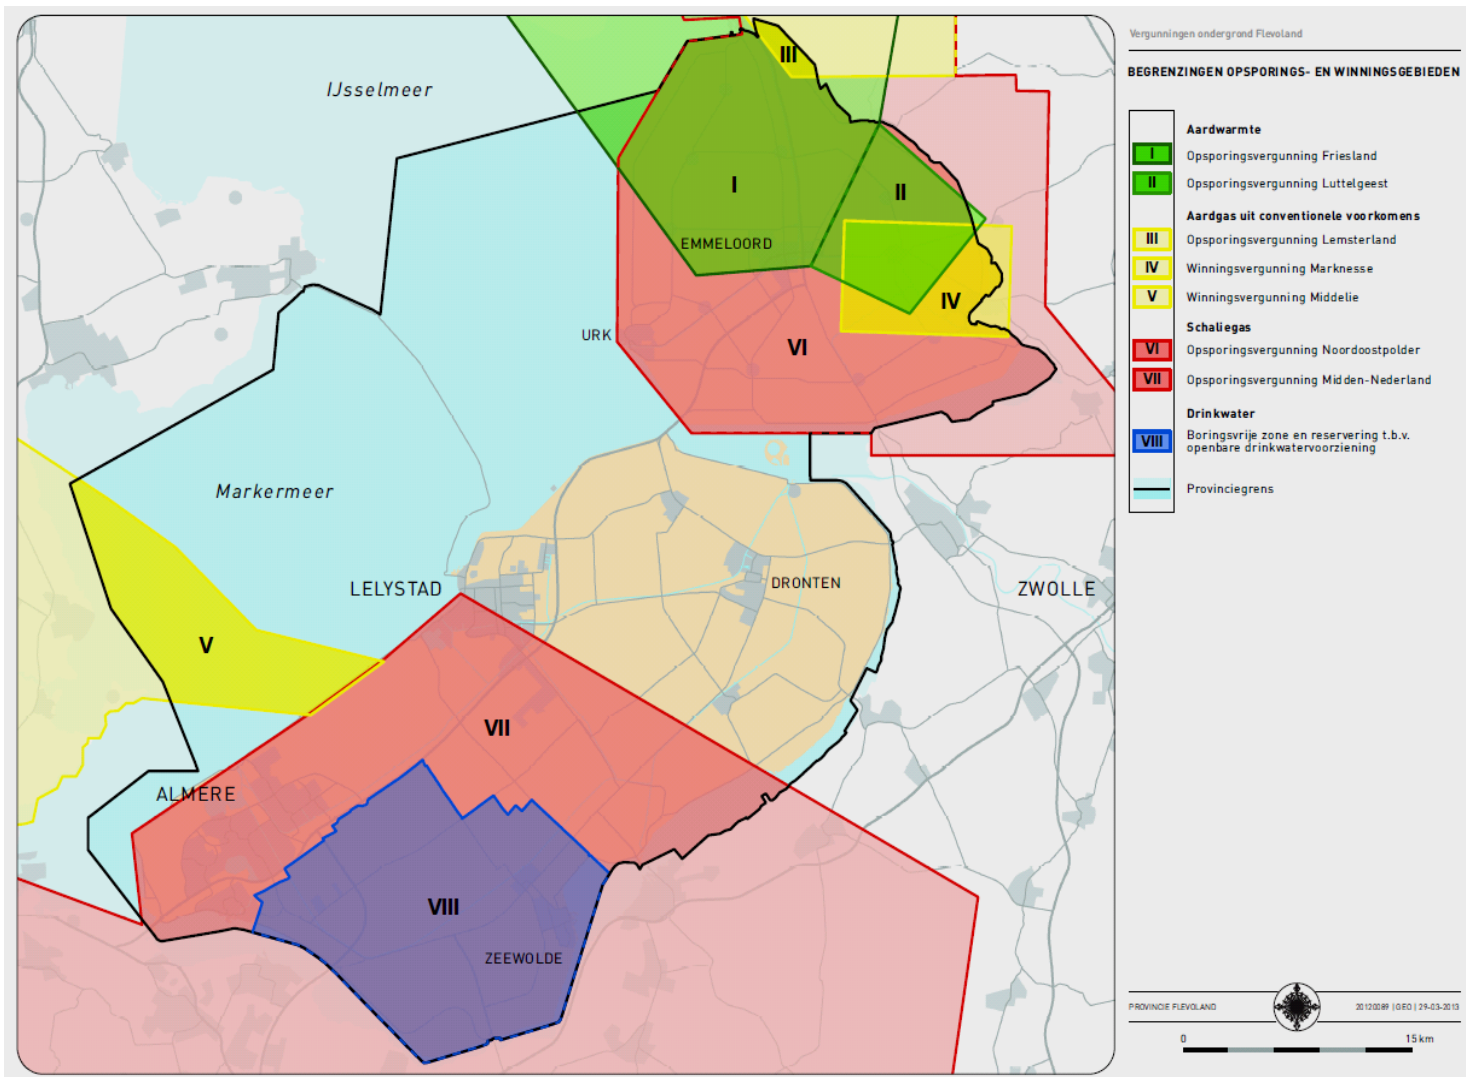 Vergunningen ondergrond Flevoland
BEGRENZINGEN OPSPORINGS- EN WINNINGSGEBIEDEN
Aardwarmte
I Opsporingsvergunning Friesland
II Opsporingsvergunning Luttelgeest
Aardgas uit conventionele voorkomens
III Opsporingsvergunning Lemsterland
IV Winningsvergunning Marknesse
V Winningsvergunning Middelie
Schaliegas
VI Opsporingsvergunning Noordoostpolder
VII Opsporingsvergunning Midden-Nederland
Drinkwater
VIII Boringsvrije zone en reservering t.b.v.
openbare drinkwatervoorziening
Provinciegrens
IJsselmeer
III
I
II
EMMELOORD
IV
URK
VI
Markermeer
LELYSTAD
DRONTEN
ZWOLLE
V
VII
ALMERE
VIII
ZEEWOLDE
PROVINCIE FLEVOLAND
20120089 | GEO | 29-03-2013
0 15 km